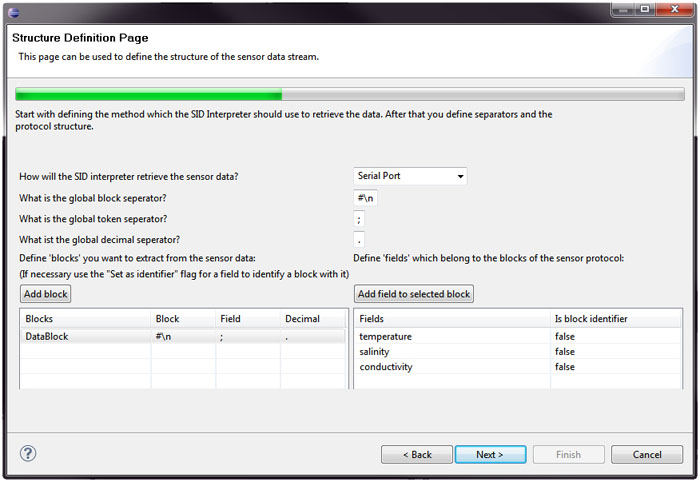 Structure Definition Page
This page can be used to define the structure of the sensor data stream.
Start with defining the method which the SID Interpreter should use to retrieve the data. After that you define separators and the
protocol structure.
How will the SID interpreter retrieve the sensor data? Serial Port
What is the global block seperator? #\n
What is the global token seperator? ;
What ist the global decimal seperator? .
Define 'blocks' you want to extract from the sensor data: Define 'fields' which belong to the blocks of the sensor protocol:
(If necessary use the "Set as identifier" flag for a field to identify a block with it)
Add block Add field to selected block
Blocks Block Field Decimal Fields Is block identifier
DataBlock #\n ; . temperature false
salinity false
conductivity false
? < Back Next > Finish Cancel